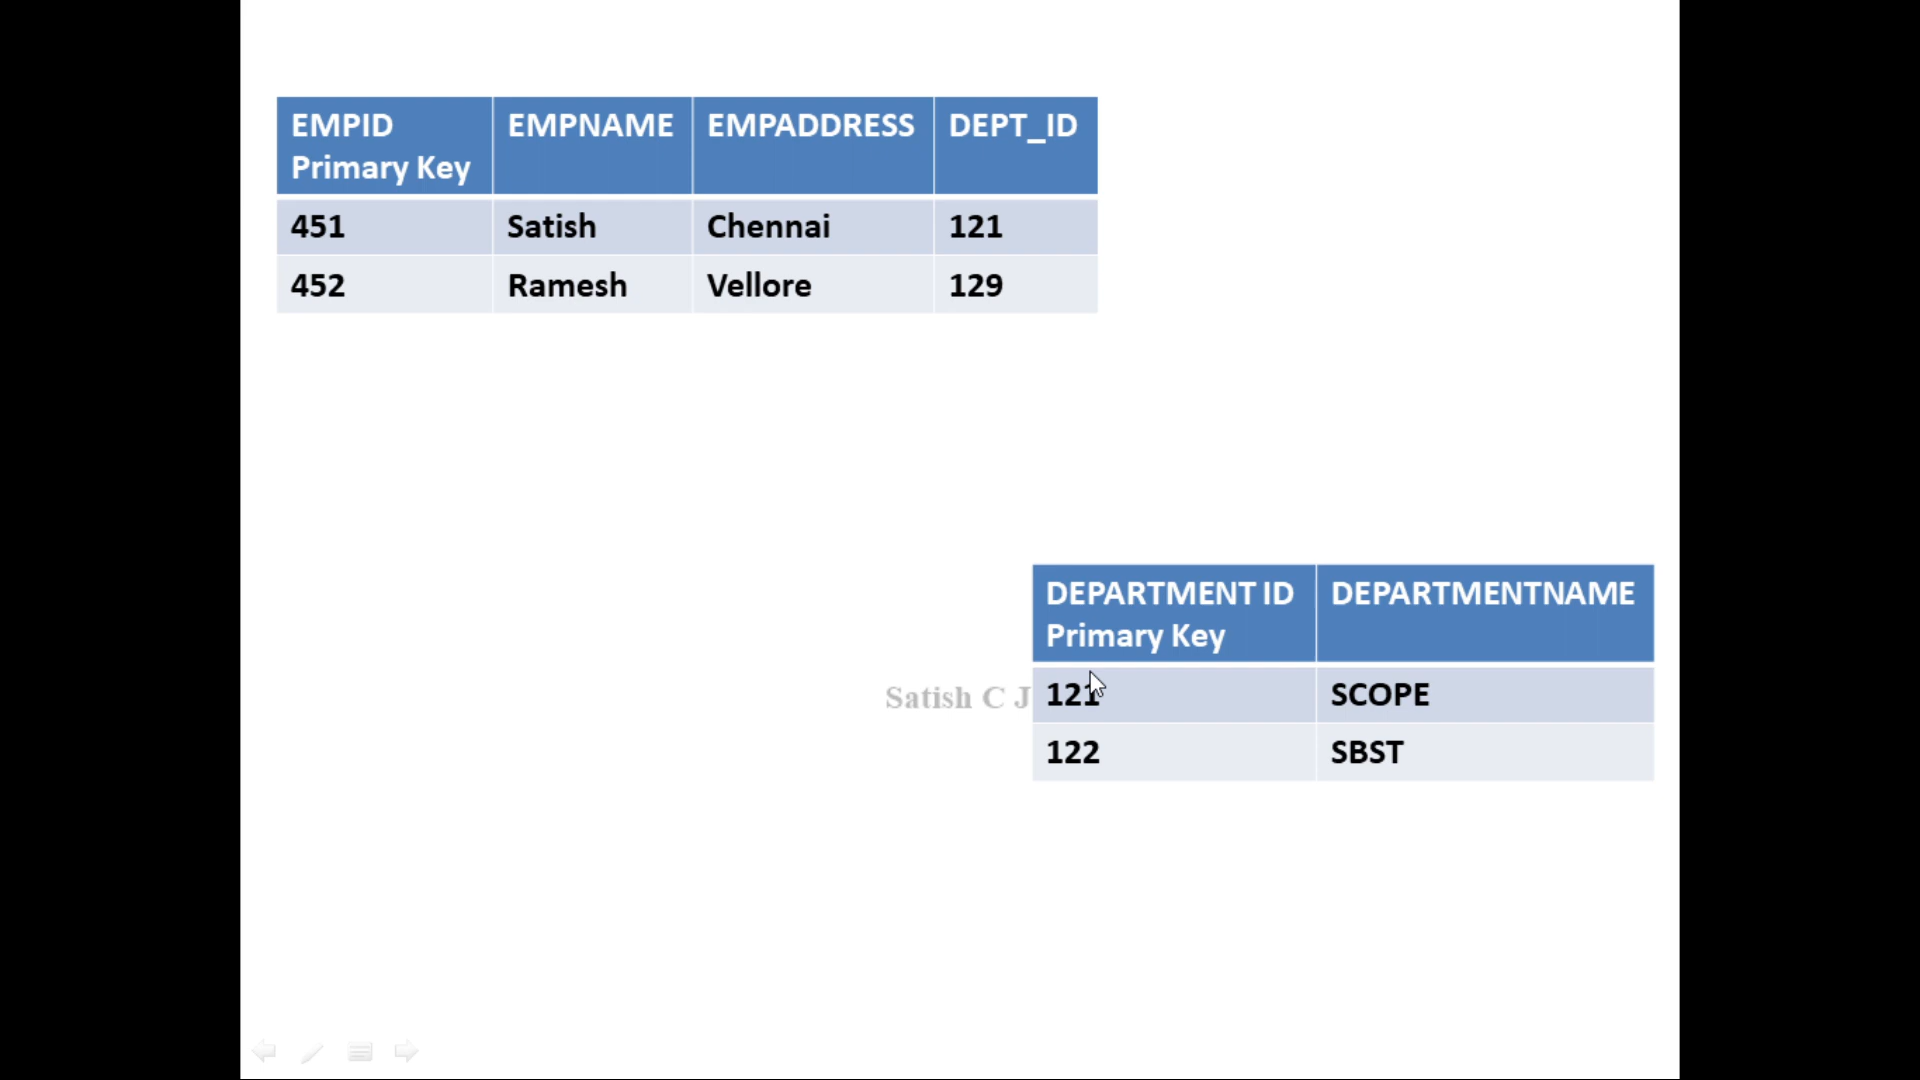 EMPID EMPNAME EMPADDRESS DEPT_ID
Primary Key
451 Satish Chennai 121
452 Ramesh Vellore 129
DEPARTMENT ID DEPARTMENTNAME
Primary Key
Satish C J 121 SCOPE
122 SBST